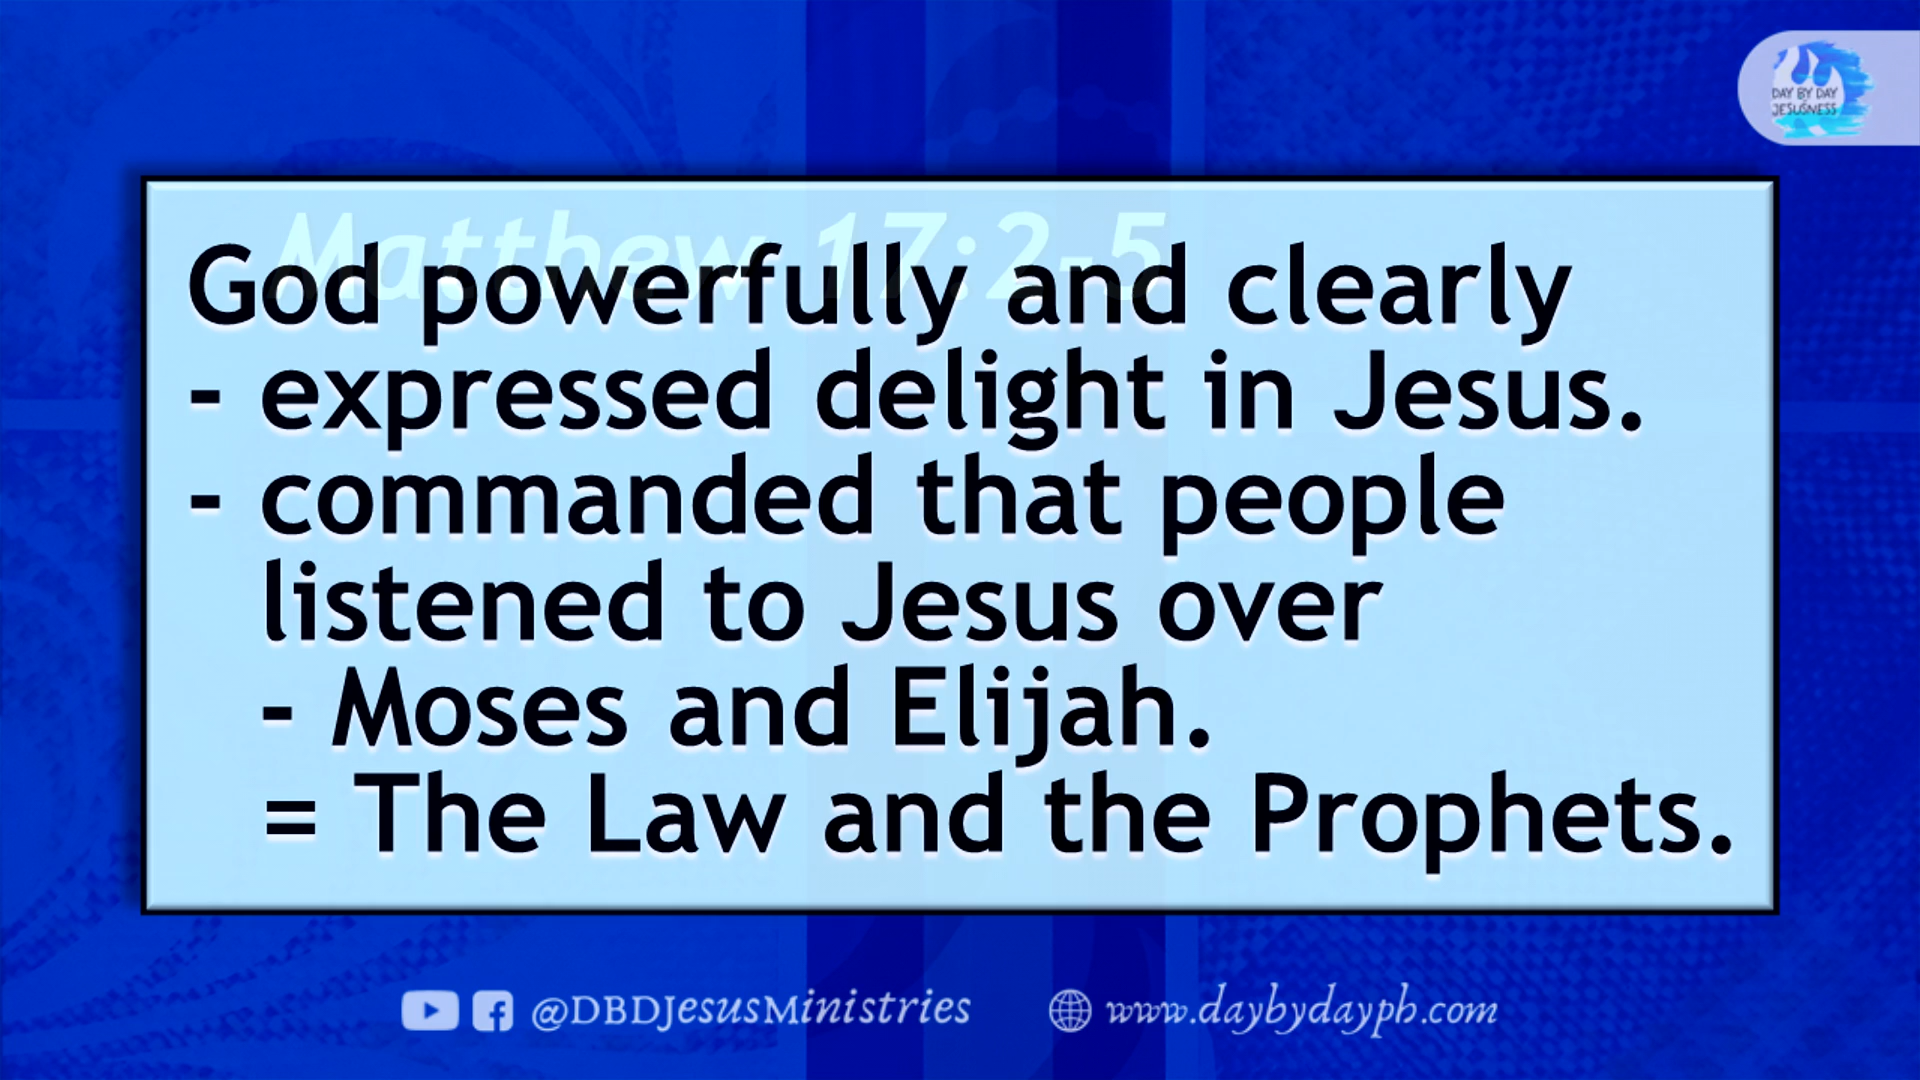 DAY BY DAY
JESUSNESS
Matthew 17:2-5
God powerfully and clearly
- expressed delight in Jesus.
- commanded that people
listened to Jesus over
- Moses and Elijah.
= The Law and the Prophets.
@DBDJesusMinistries
www.daybydayph.com